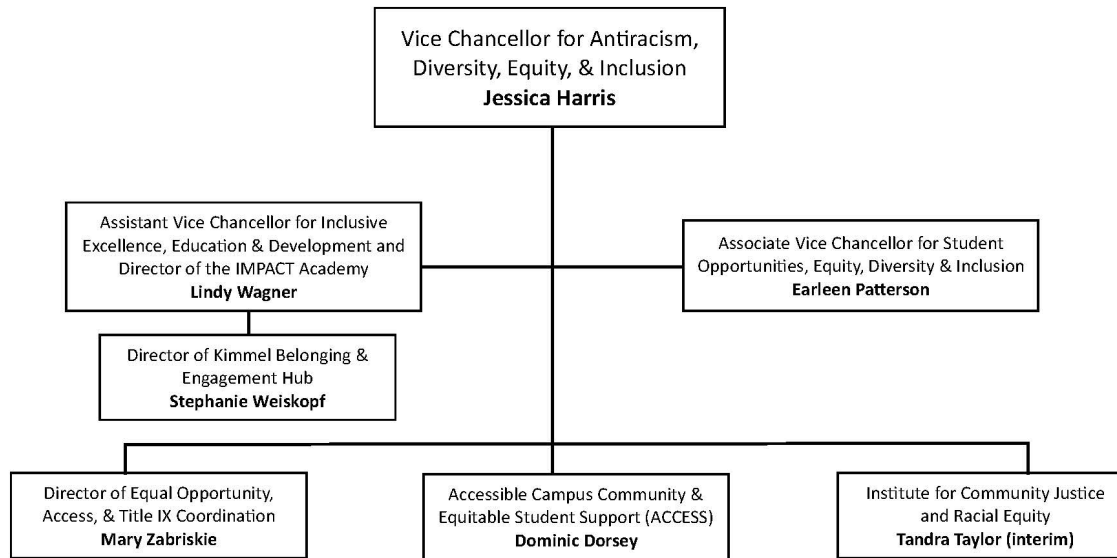 Vice Chancellor for Antiracism,
Diversity, Equity, & Inclusion
Jessica Harris
Assistant Vice Chancellor for Inclusive
Excellence, Education & Development and
Director of the IMPACT Academy
Lindy Wagner
Associate Vice Chancellor for Student
Opportunities, Equity, Diversity & Inclusion
Earleen Patterson
Director of Kimmel Belonging &
Engagement Hub
Stephanie Weiskopf
Director of Equal Opportunity,
Access, & Title IX Coordination
Mary Zabriskie
Accessible Campus Community &
Equitable Student Support (ACCESS)
Dominic Dorsey
Institute for Community Justice
and Racial Equity
Tandra Taylor (interim)